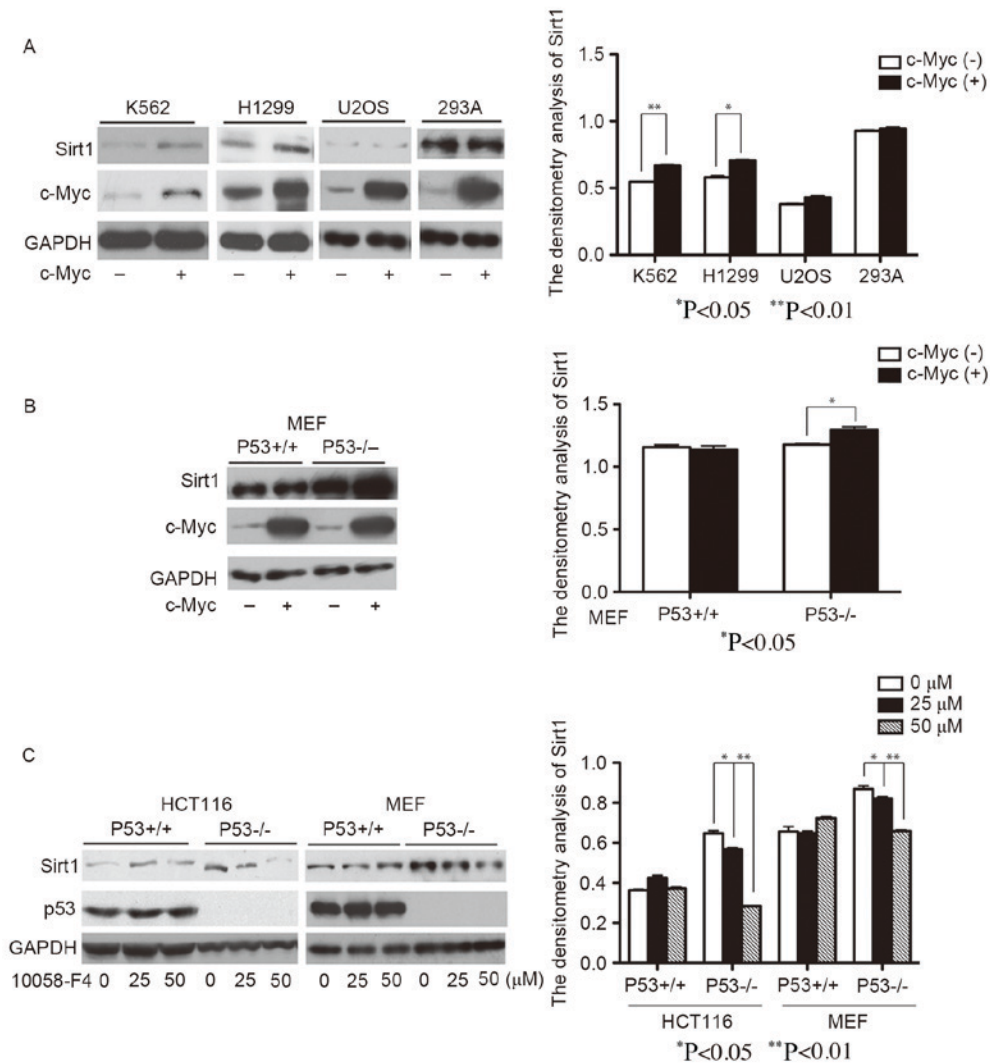 A
K562 H1299 U2OS 293A
Sirt1
c-Myc
GAPDH
c-Myc – + – + – + – +
The densitometry analysis of Sirt1
1.5
1.0
0.5
0.0
c-Myc (-)
c-Myc (+)
** *
K562 H1299 U2OS 293A
*P<0.05 **P<0.01
B
MEF
P53+/+ P53-/-
Sirt1
c-Myc
GAPDH
c-Myc – + – +
The densitometry analysis of Sirt1
1.5
1.0
0.5
0.0
c-Myc (-)
c-Myc (+)
*
MEF P53+/+ P53-/-
*P<0.05
C
HCT116 MEF
P53+/+ P53-/- P53+/+ P53-/-
Sirt1
p53
GAPDH
10058-F4 0 25 50 0 25 50 0 25 50 0 25 50 (μM)
The densitometry analysis of Sirt1
1.0
0.8
0.6
0.4
0.2
0.0
0 μM
25 μM
50 μM
* ** * **
P53+/+ P53-/- P53+/+ P53-/-
HCT116 MEF
*P<0.05 **P<0.01